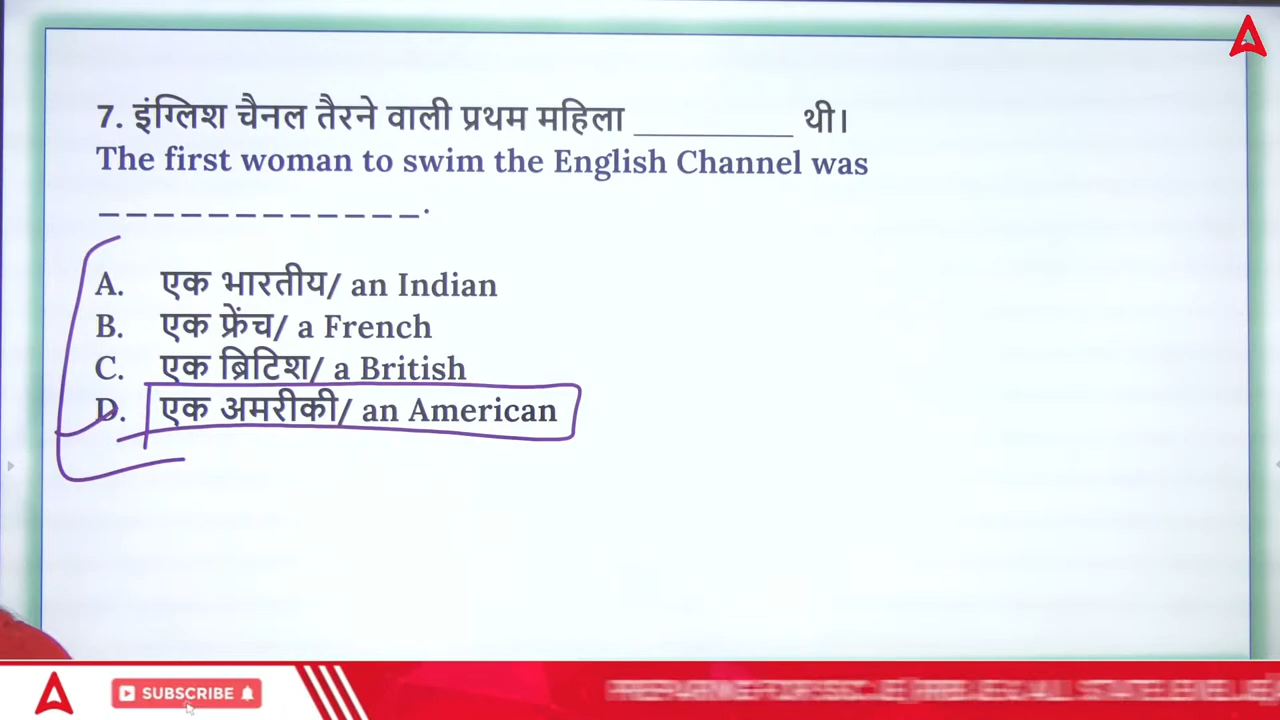 7. इंग्लिश चैनल तैरने वाली प्रथम महिला __________ थी।
The first woman to swim the English Channel was
____________.
A. एक भारतीय/ an Indian
B. एक फ्रेंच/ a French
C. एक ब्रिटिश/ a British
D. एक अमरीकी/ an American
SUBSCRIBE